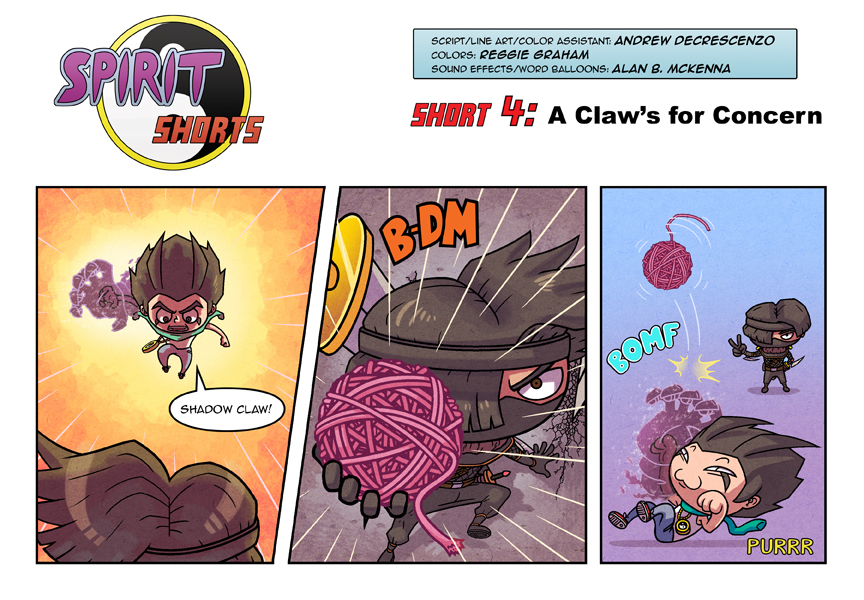 SPIRIT
SHORTS
SCRIPT/LINE ART/COLOR ASSISTANT: ANDREW DECRESCENZO
COLORS: REGGIE GRAHAM
SOUND EFFECTS/WORD BALLOONS: ALAN B. MCKENNA
SHORT 4: A Claw's for Concern
SHADOW CLAW!
B-DM
BOMF
PURRR